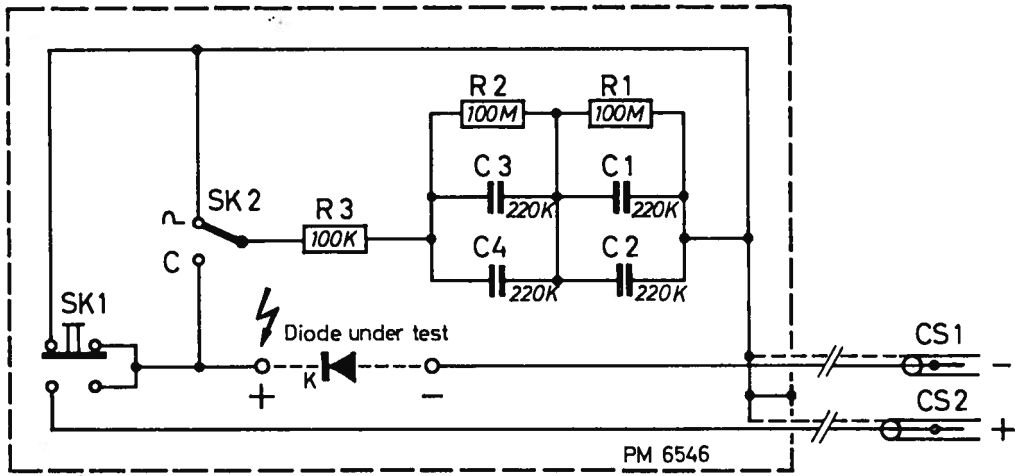 R2 R1
100M 100M
C3 C1
220K 220K
SK2
R3
100K
C4 C2
220K 220K
C
SK1
Diode under test
K
+ -
CS1
-
CS2
+
PM 6546